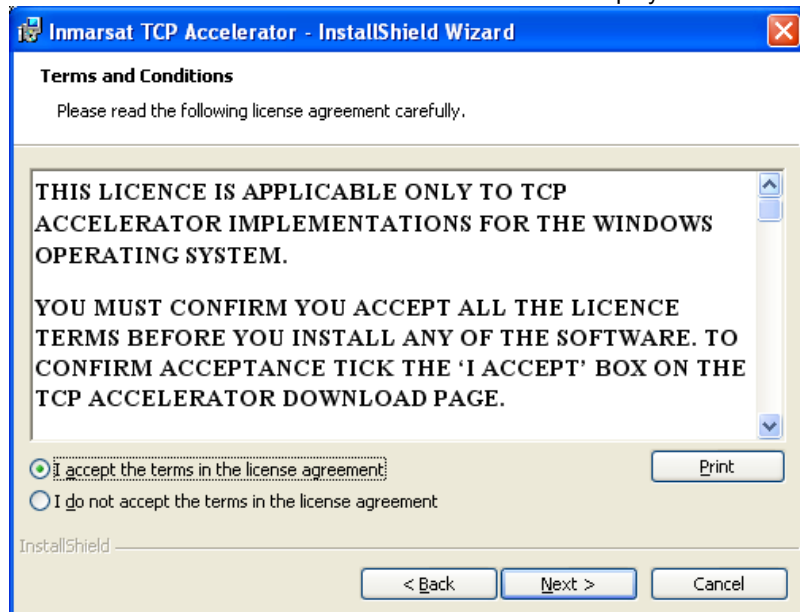 Inmarsat TCP Accelerator - InstallShield Wizard
Terms and Conditions
Please read the following license agreement carefully.
THIS LICENCE IS APPLICABLE ONLY TO TCP
ACCELERATOR IMPLEMENTATIONS FOR THE WINDOWS
OPERATING SYSTEM.
YOU MUST CONFIRM YOU ACCEPT ALL THE LICENCE
TERMS BEFORE YOU INSTALL ANY OF THE SOFTWARE. TO
CONFIRM ACCEPTANCE TICK THE ‘I ACCEPT’ BOX ON THE
TCP ACCELERATOR DOWNLOAD PAGE.
I accept the terms in the license agreement
Print
I do not accept the terms in the license agreement
InstallShield
< Back
Next >
Cancel